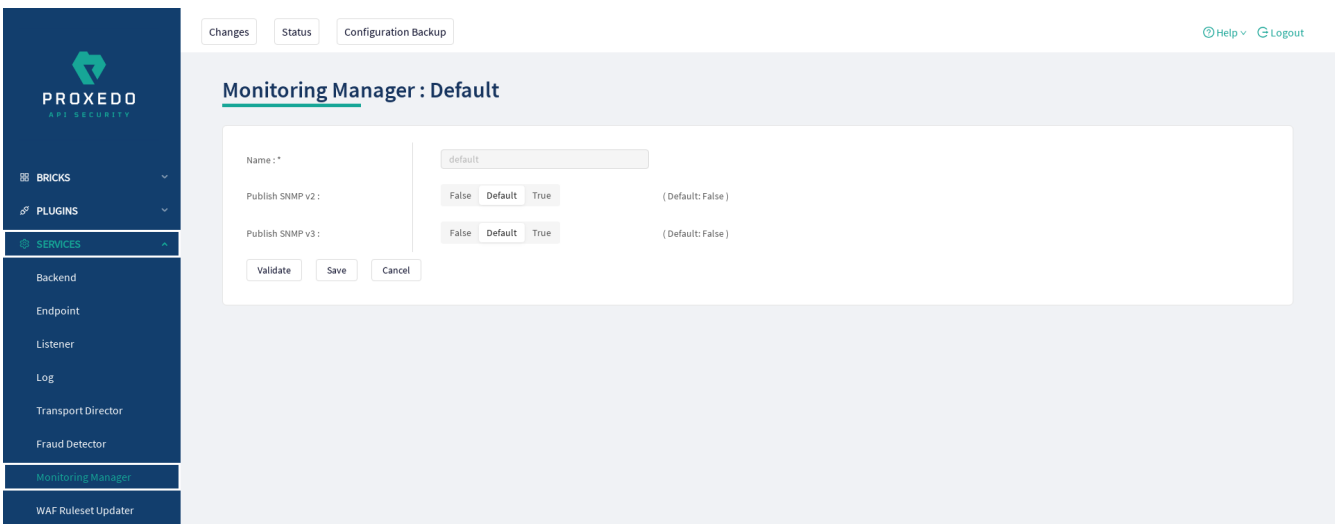 Changes Status Configuration Backup Help Logout
PROXEDO
API SECURITY
BRICKS
PLUGINS
SERVICES
Backend
Endpoint
Listener
Log
Transport Director
Fraud Detector
Monitoring Manager
WAF Ruleset Updater
Monitoring Manager : Default
Name : * default
Publish SNMP v2 : False Default True ( Default: False )
Publish SNMP v3 : False Default True ( Default: False )
Validate Save Cancel